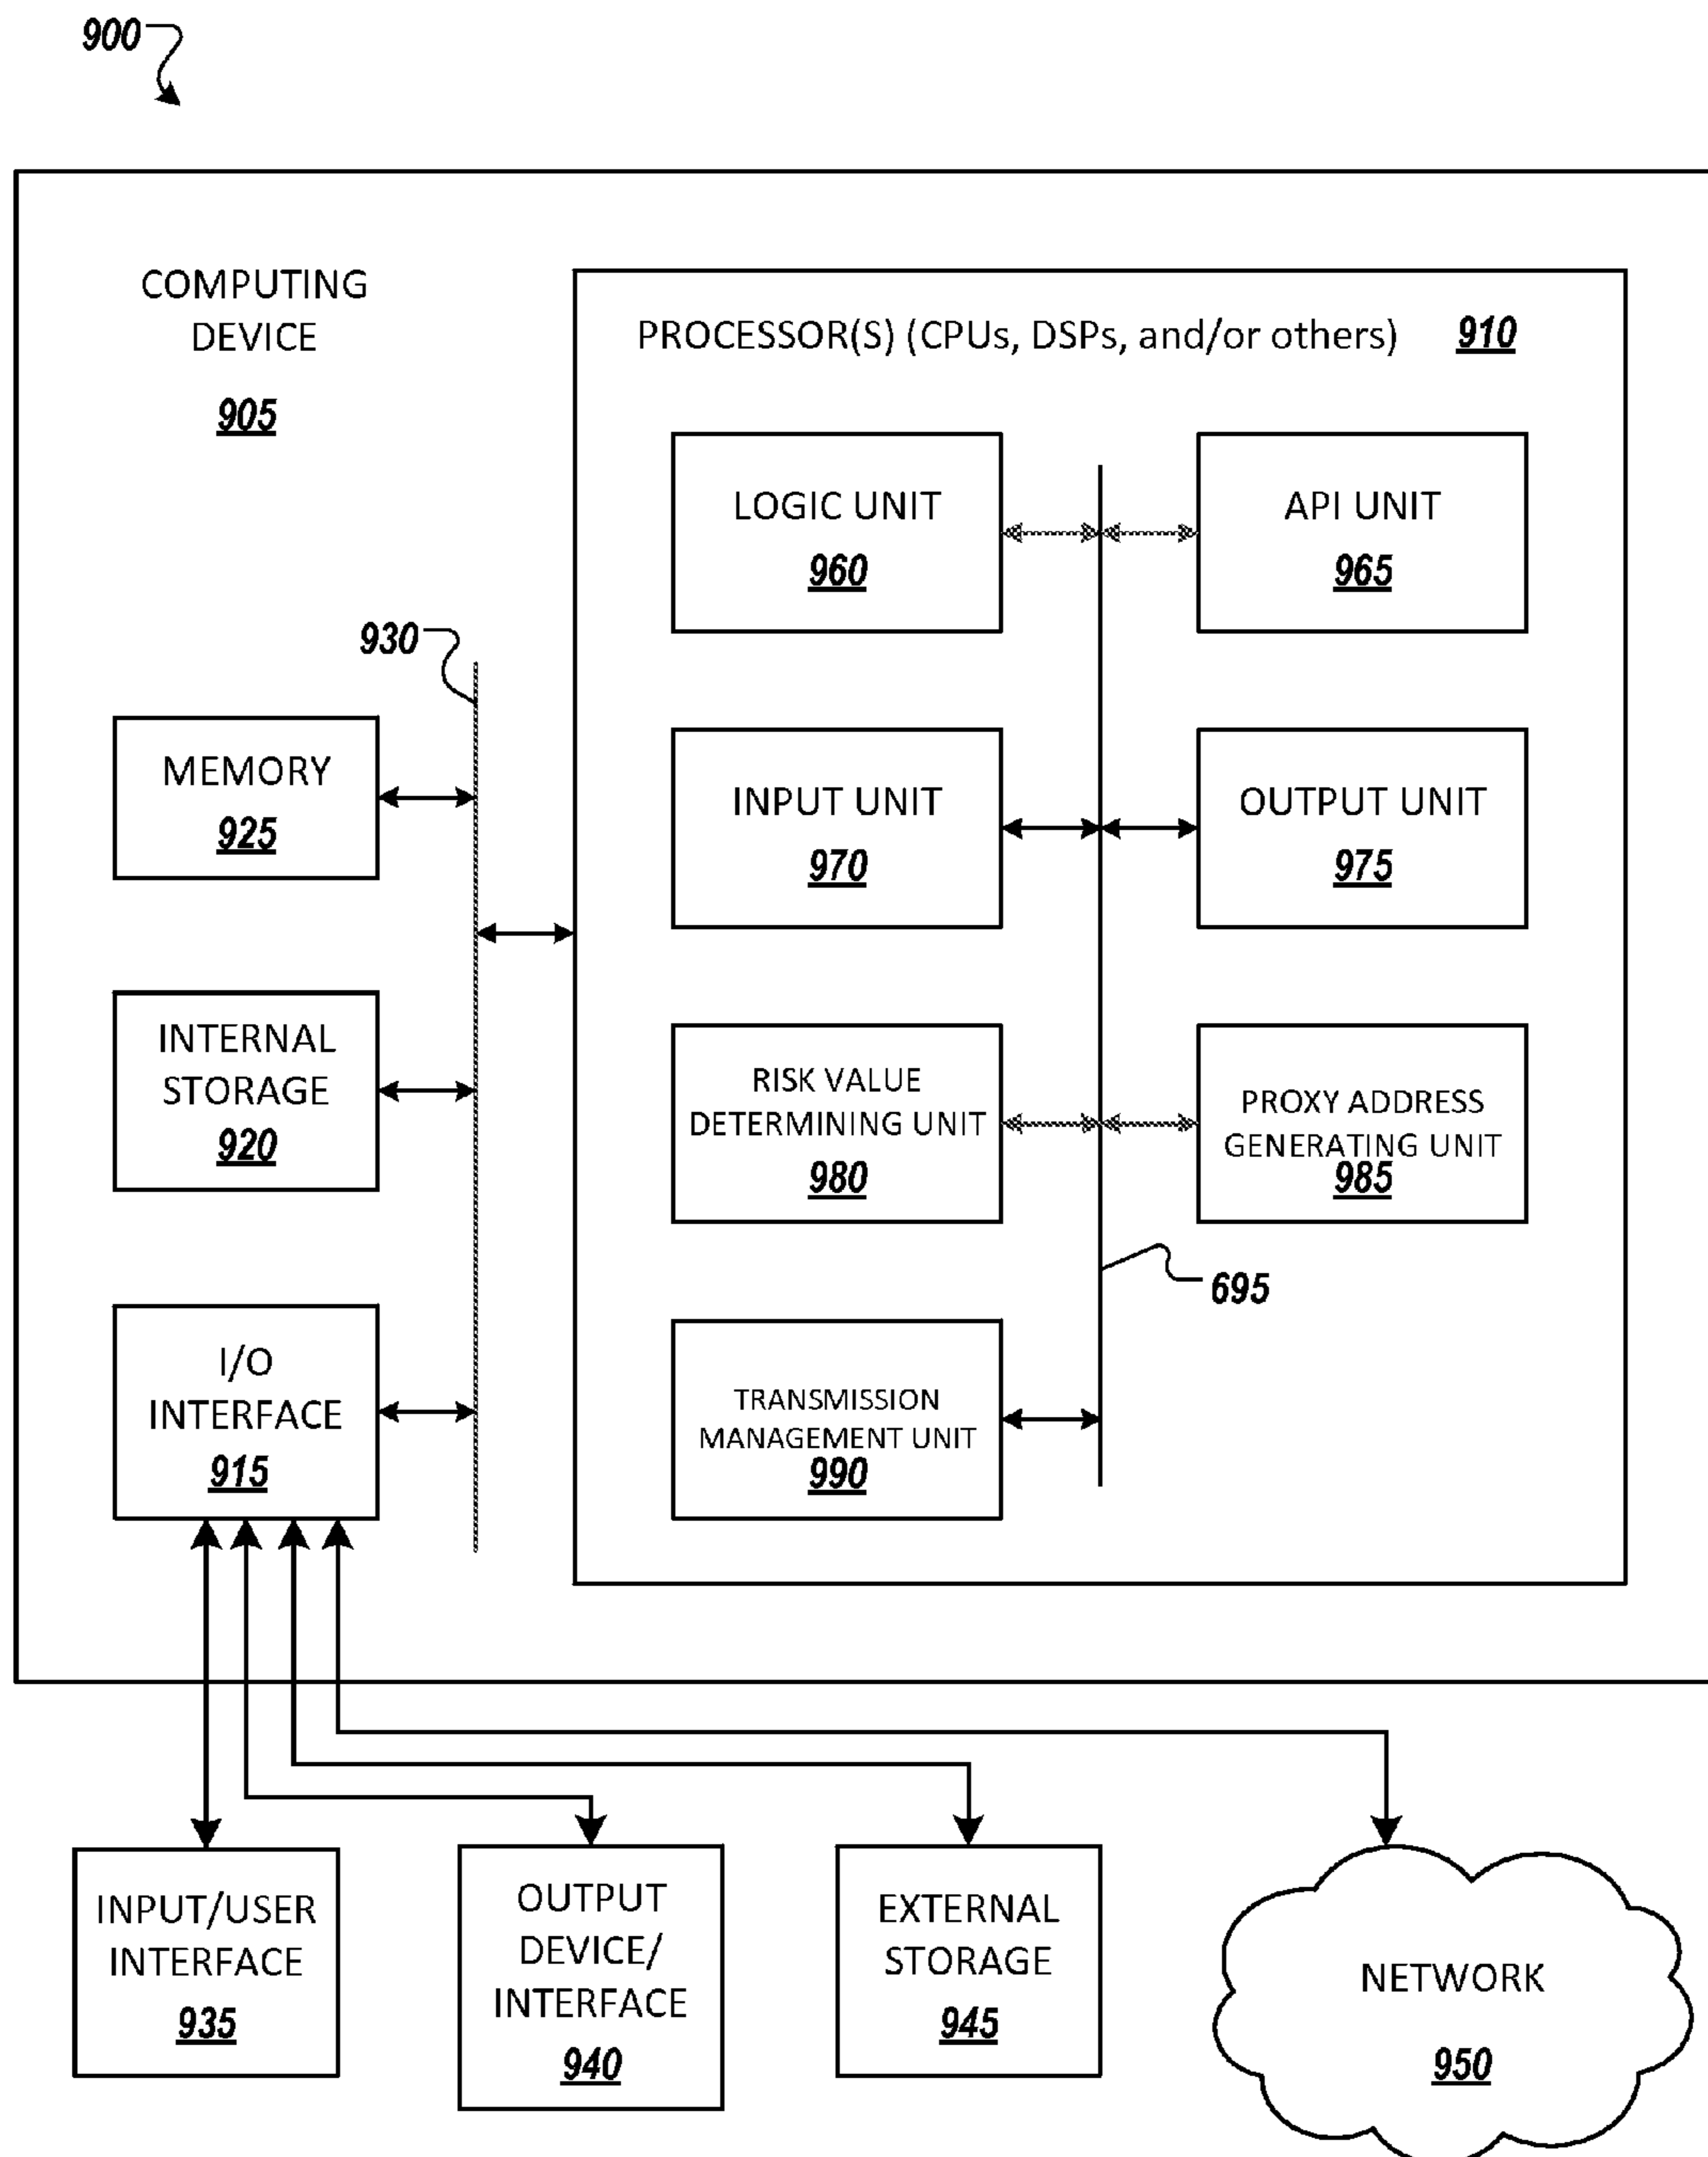 900
COMPUTING
DEVICE
905
PROCESSOR(S) (CPUs, DSPs, and/or others) 910
LOGIC UNIT
960
API UNIT
965
930
MEMORY
925
INPUT UNIT
970
OUTPUT UNIT
975
INTERNAL
STORAGE
920
RISK VALUE
DETERMINING UNIT
980
PROXY ADDRESS
GENERATING UNIT
985
695
I/O
INTERFACE
915
TRANSMISSION
MANAGEMENT UNIT
990
INPUT/USER
INTERFACE
935
OUTPUT
DEVICE/
INTERFACE
940
EXTERNAL
STORAGE
945
NETWORK
950